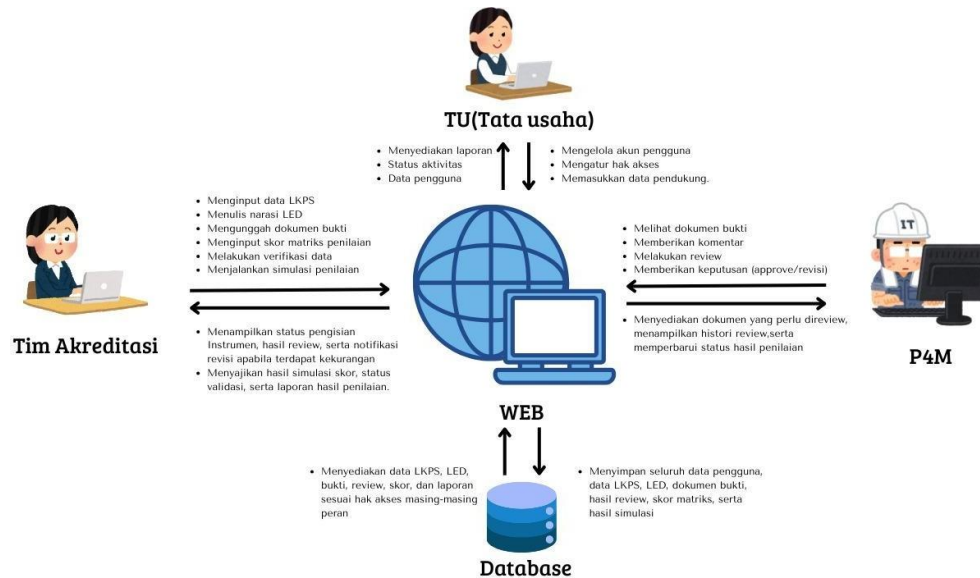 TU(Tata usaha)
• Menyediakan laporan
• Status aktivitas
• Data pengguna
• Mengelola akun pengguna
• Mengatur hak akses
• Memasukkan data pendukung.
• Menginput data LKPS
• Menulis narasi LED
• Mengunggah dokumen bukti
• Menginput skor matriks penilaian
• Melakukan verifikasi data
• Menjalankan simulasi penilaian
Tim Akreditasi
• Menampilkan status pengisian
Instrumen, hasil review, serta notifikasi
revisi apabila terdapat kekurangan
• Menyajikan hasil simulasi skor, status
validasi, serta laporan hasil penilaian.
WEB
• Melihat dokumen bukti
• Memberikan komentar
• Melakukan review
• Memberikan keputusan (approve/revisi)
IT
• Menyediakan dokumen yang perlu direview,
menampilkan histori review,serta
memperbarui status hasil penilaian
P4M
• Menyediakan data LKPS, LED,
bukti, review, skor, dan laporan
sesuai hak akses masing-masing
peran
• Menyimpan seluruh data pengguna,
data LKPS, LED, dokumen bukti,
hasil review, skor matriks, serta
hasil simulasi
Database